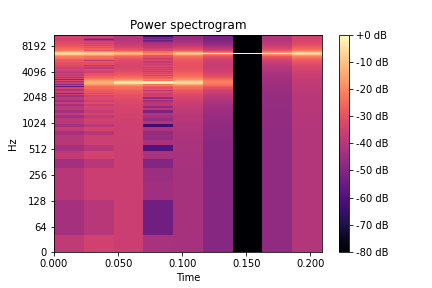 Power spectrogram
8192
4096
2048
1024
512
256
128
64
0
Hz
0.000 0.050 0.100 0.150 0.200
Time
+0 dB
-10 dB
-20 dB
-30 dB
-40 dB
-50 dB
-60 dB
-70 dB
-80 dB